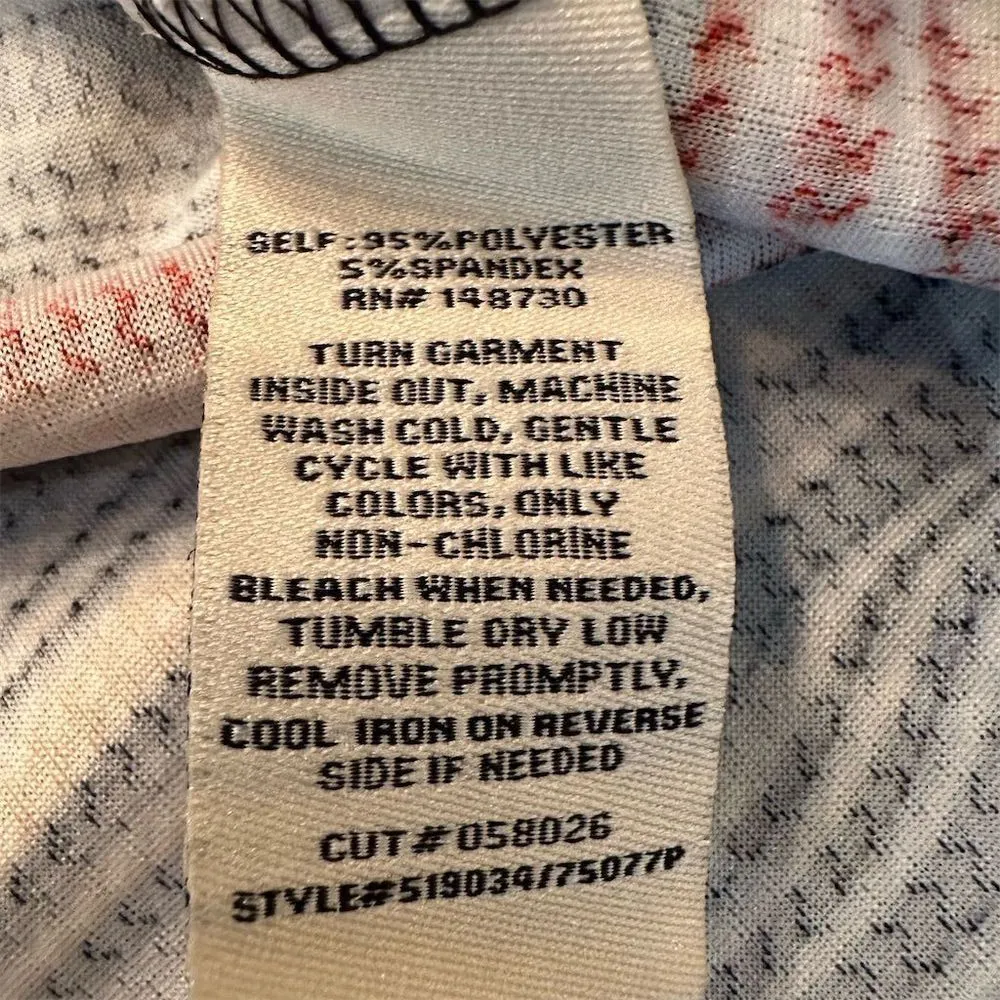 SELF:95%POLYESTER
5%SPANDEX
RN# 148730
TURN GARMENT
INSIDE OUT, MACHINE
WASH COLD, GENTLE
CYCLE WITH LIKE
COLORS, ONLY
NON-CHLORINE
BLEACH WHEN NEEDED,
TUMBLE DRY LOW
REMOVE PROMPTLY,
COOL IRON ON REVERSE
SIDE IF NEEDED
CUT# 058026
STYLE#519034/75077P